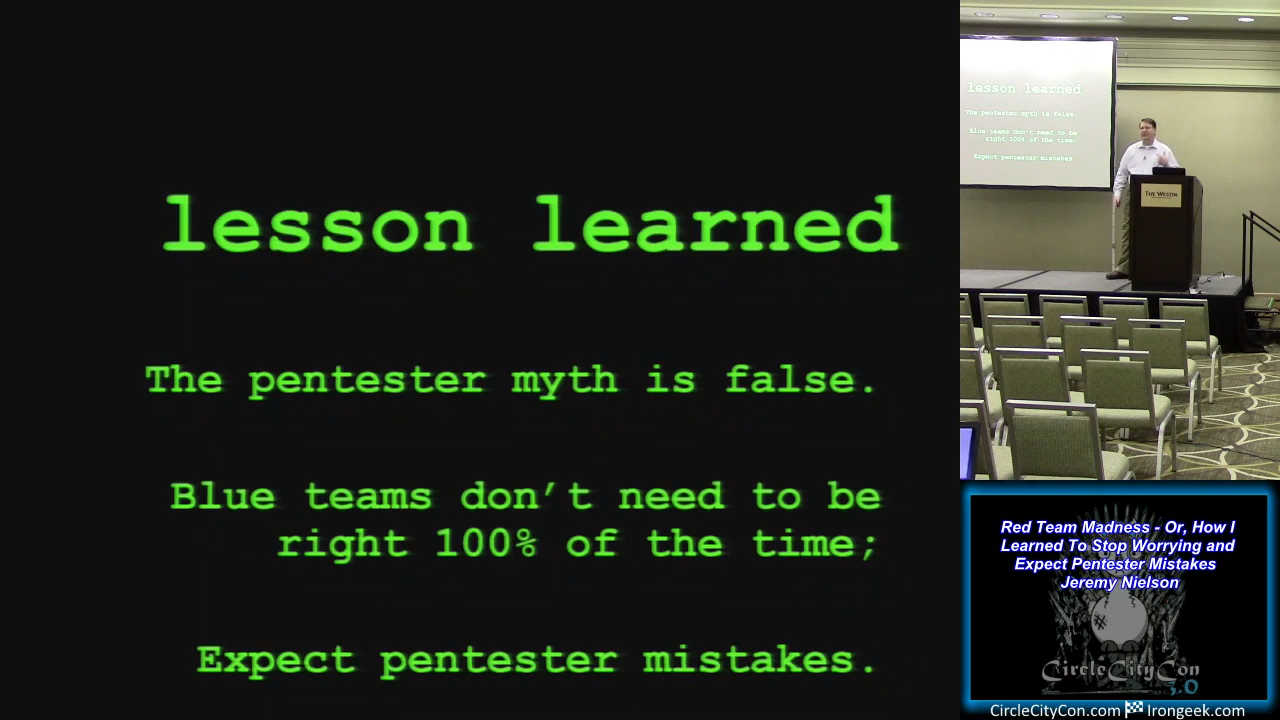 lesson learned
The pentester myth is false.
Blue teams don’t need to be
right 100% of the time;
Expect pentester mistakes.
lesson learned
The pentester myth is false.
Blue teams don't need to be
right 100% of the time;
Expect pentester mistakes
THE WESTIN
Red Team Madness - Or, How I
Learned To Stop Worrying and
Expect Pentester Mistakes
Jeremy Nielson
CircleCityCon
3.0
CircleCityCon.com Irongeek.com